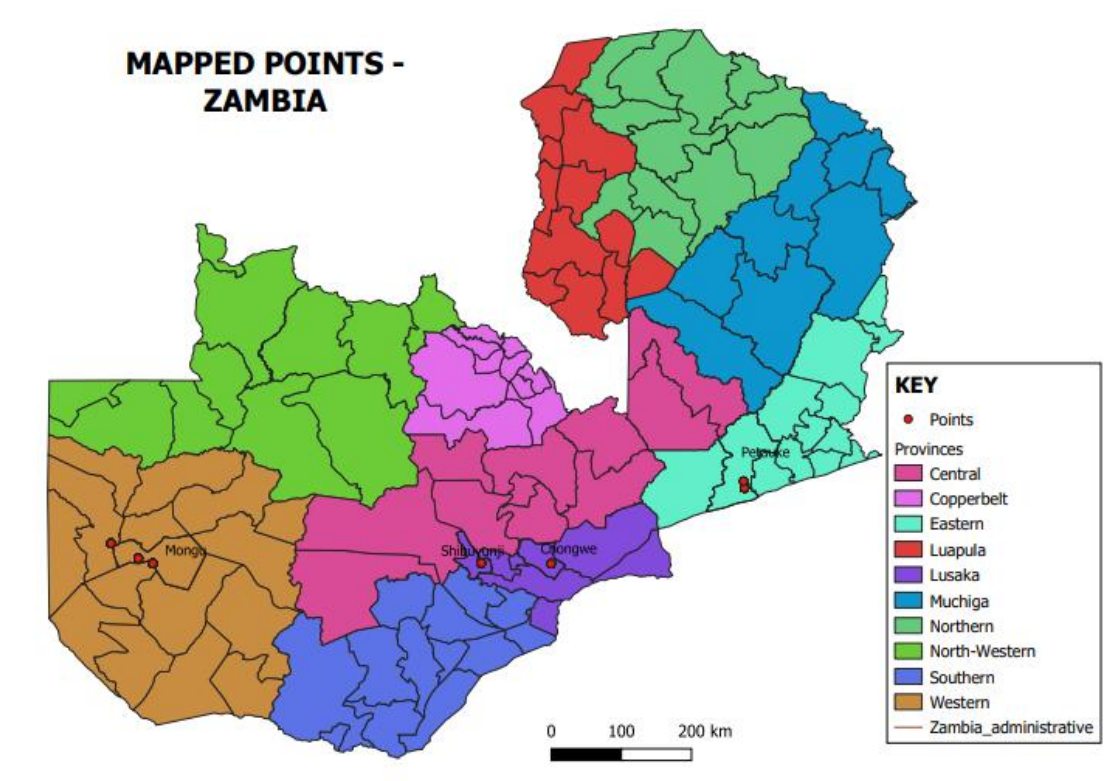 MAPPED POINTS -
ZAMBIA
Petauke
Mongu
Shibuyunji
Chongwe
KEY
Points
Provinces
Central
Copperbelt
Eastern
Luapula
Lusaka
Muchiga
Northern
North-Western
Southern
Western
Zambia_administrative
0 100 200 km